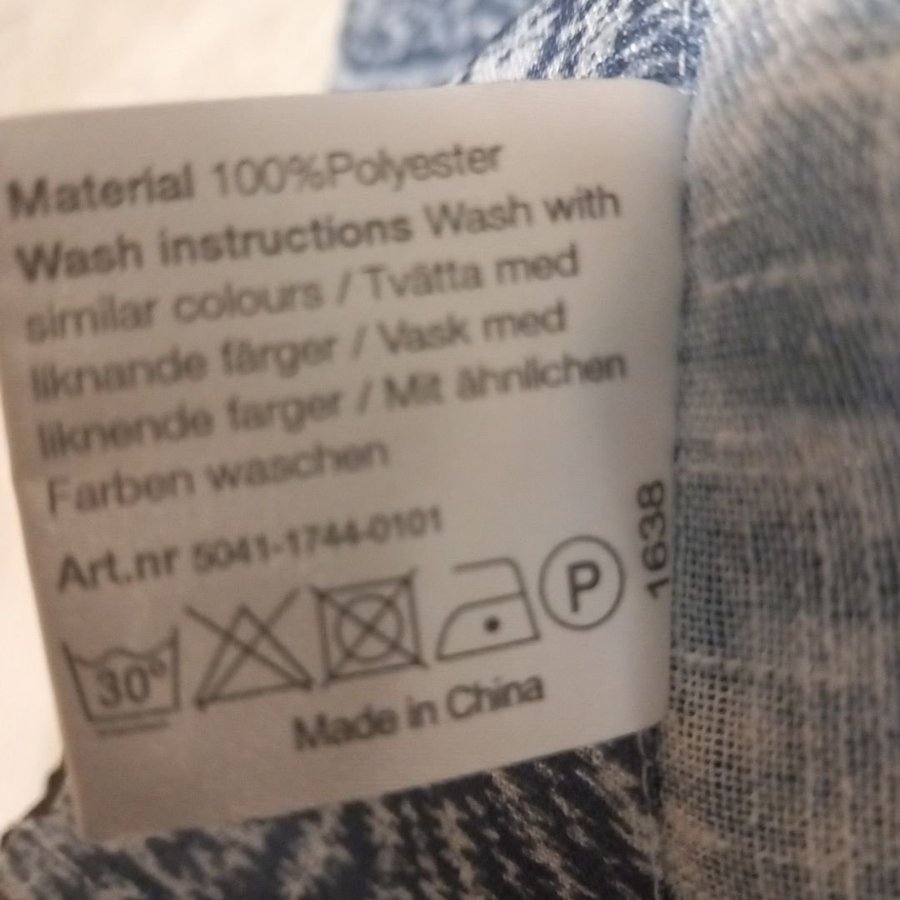 Material 100%Polyester
Wash instructions Wash with
similar colours / Tvätta med
liknande färger / Vask med
liknende farger / Mit ähnlichen
Farben waschen
Art.nr 5041-1744-0101
1638
30° P
Made in China